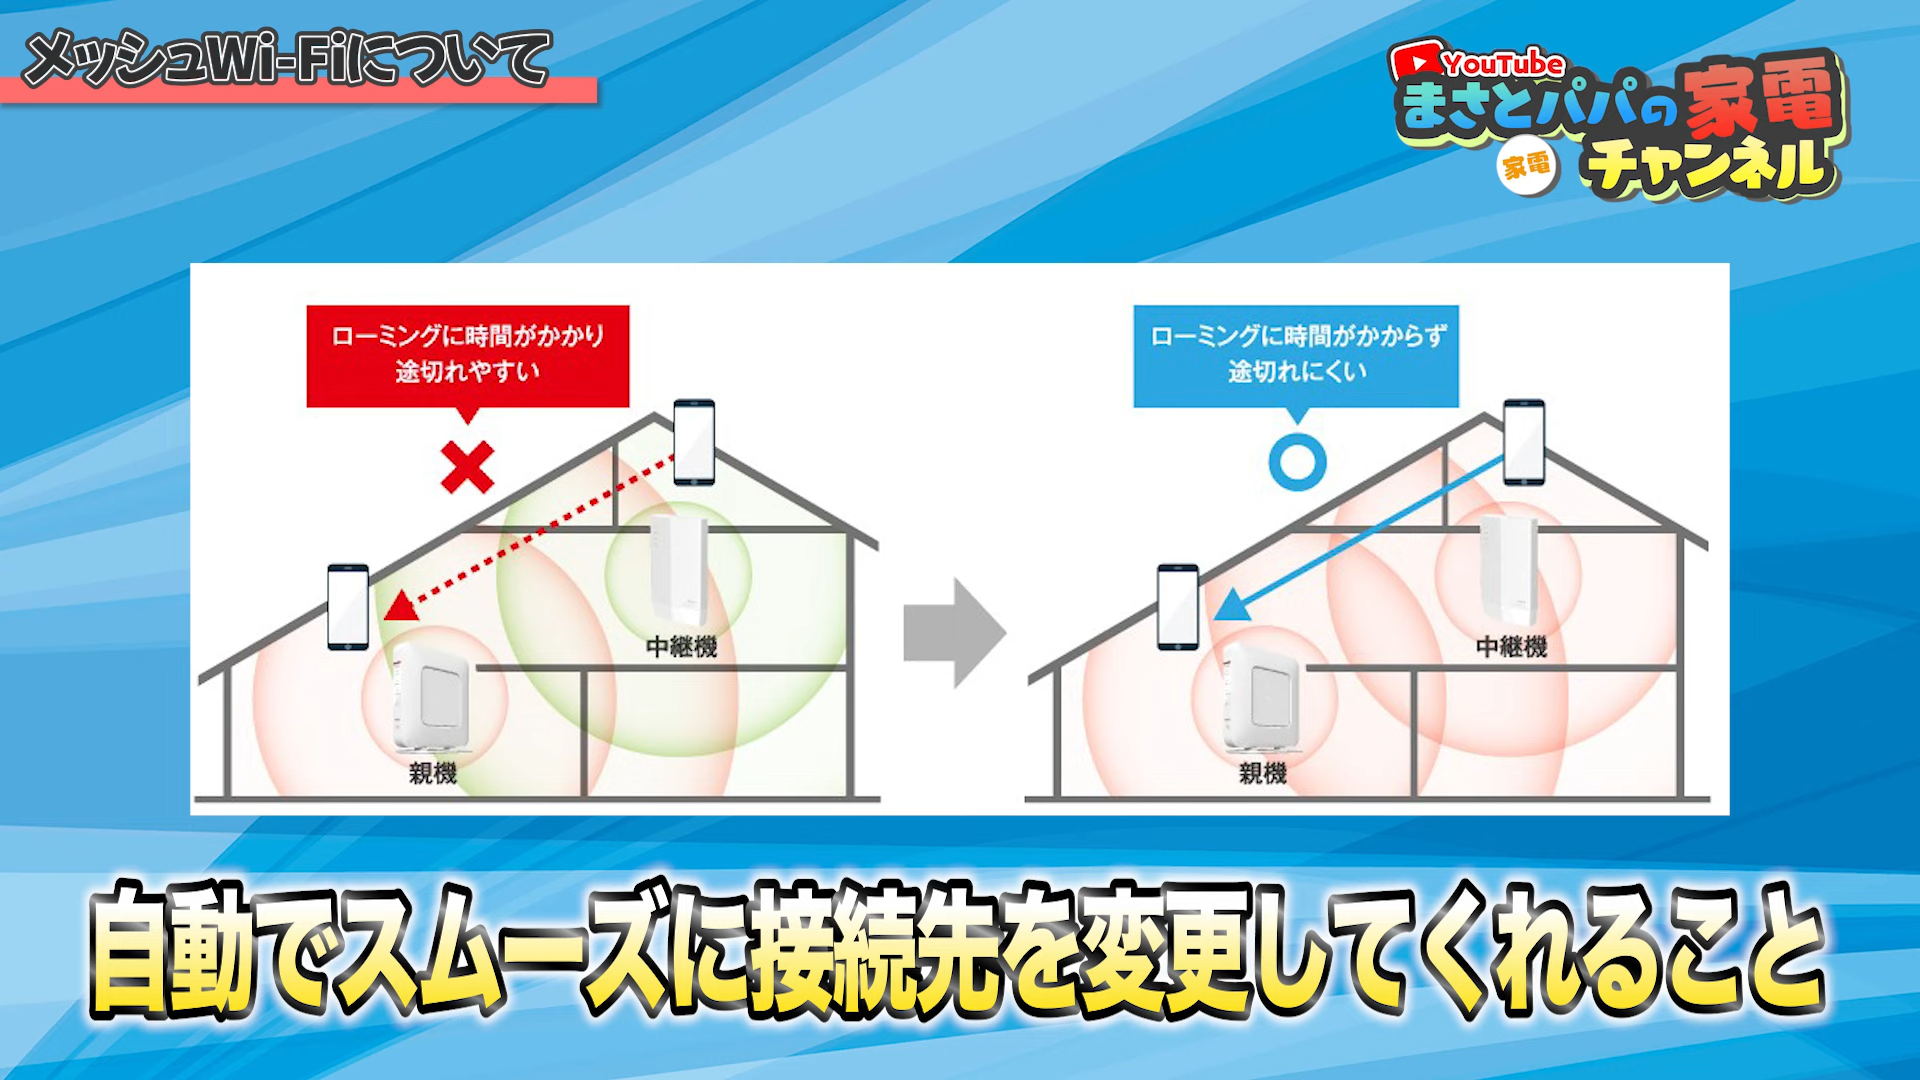 メッシュWi-Fiについて
YouTube
まさとパパの家電
家電
チャンネル
ローミングに時間がかかり
途切れやすい
ローミングに時間がかからず
途切れにくい
中継機
親機
中継機
親機
自動でスムーズに接続先を変更してくれること